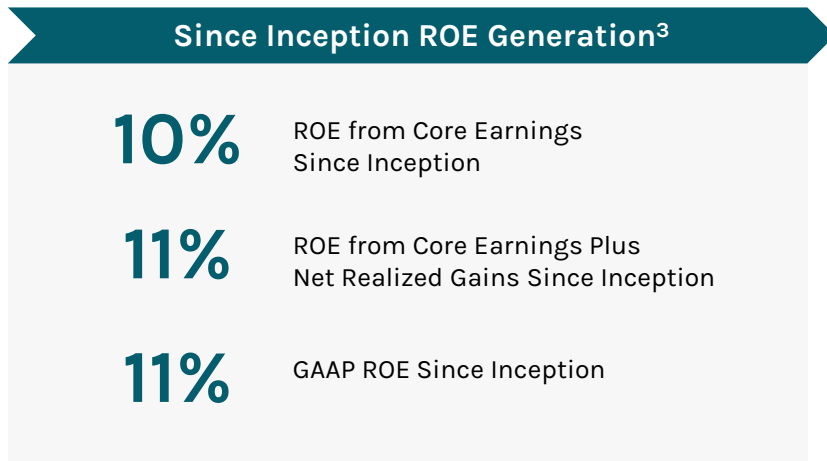 Since Inception ROE Generation³
10%
ROE from Core Earnings
Since Inception
11%
ROE from Core Earnings Plus
Net Realized Gains Since Inception
11%
GAAP ROE Since Inception